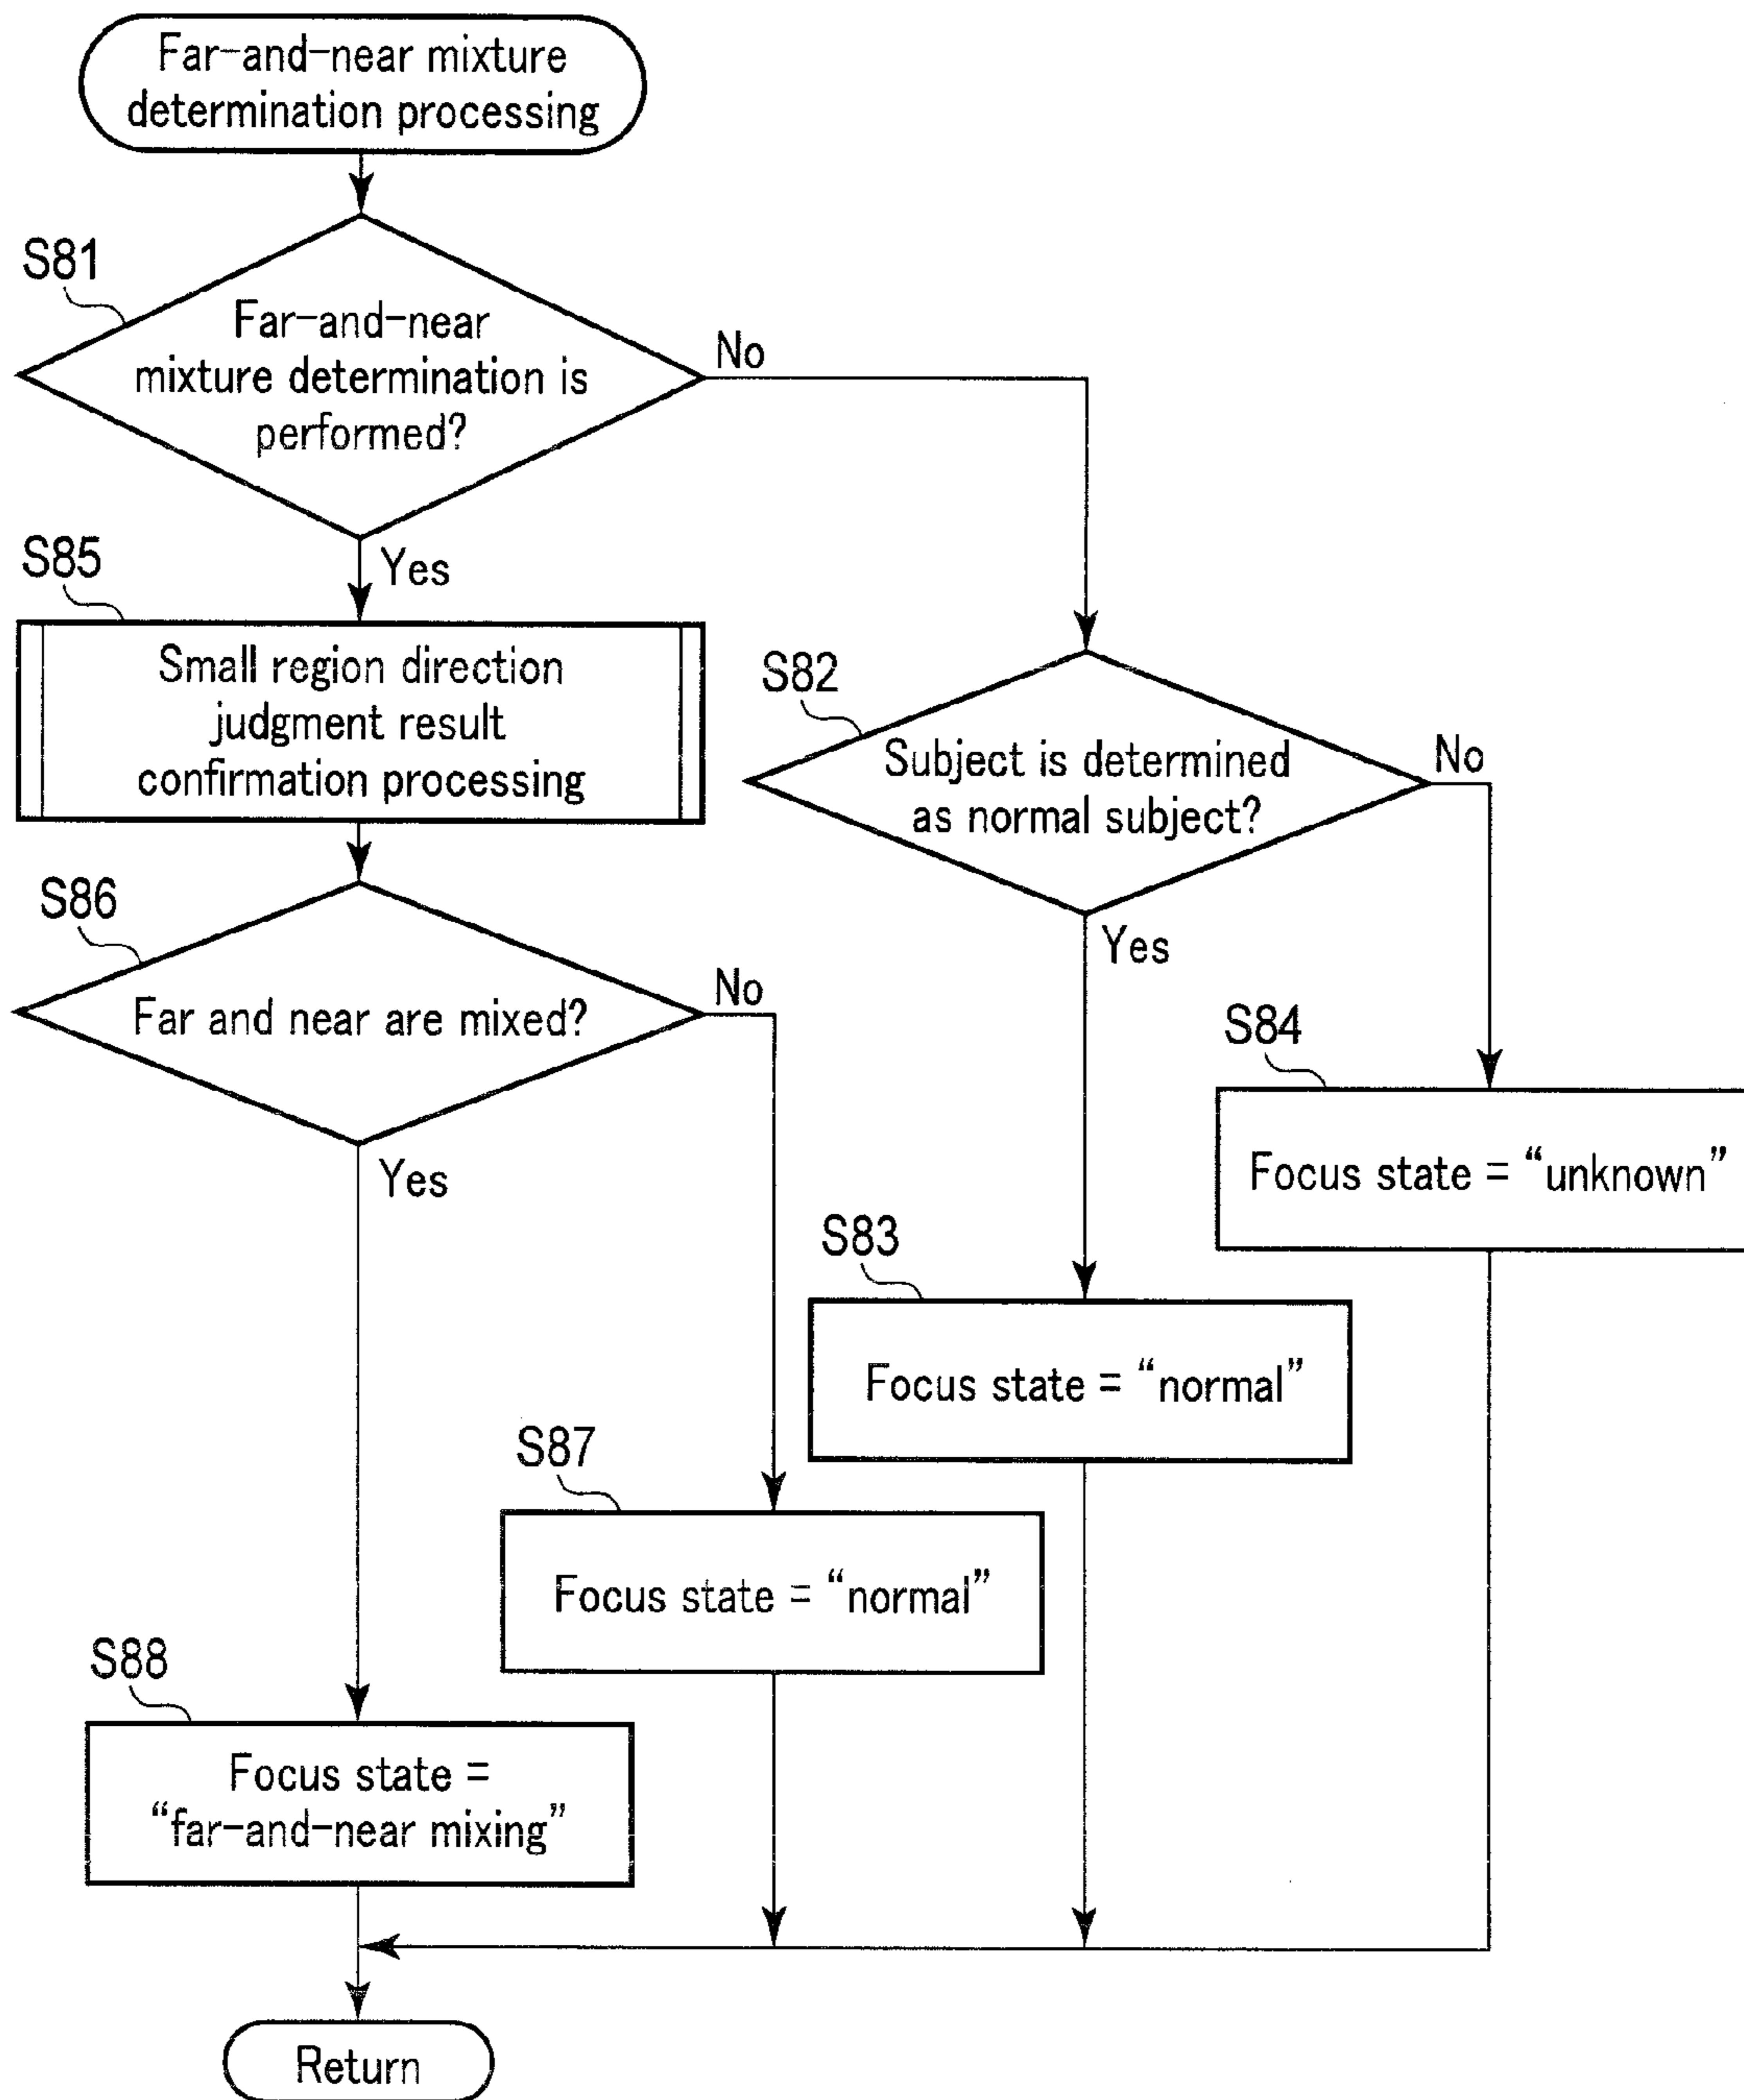 Far-and-near mixture
determination processing
S81
Far-and-near
mixture determination is
performed?
No
Yes
S85
Small region direction
judgment result
confirmation processing
S82
Subject is determined
as normal subject?
No
Yes
S86
Far and near are mixed?
No
Yes
S84
Focus state = “unknown”
S83
Focus state = “normal”
S87
Focus state = “normal”
S88
Focus state =
“far-and-near mixing”
Return